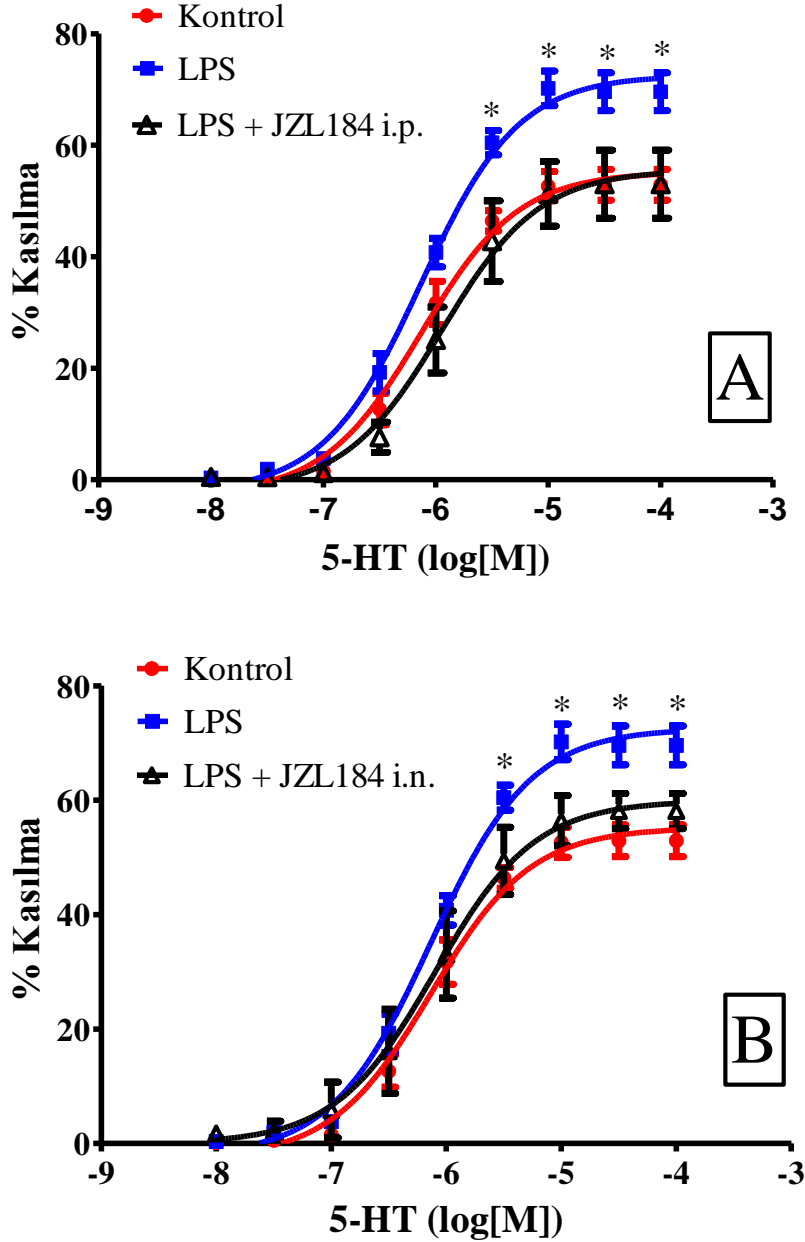 Kontrol
LPS
LPS + JZL184 i.p.
80
60
40
20
0
% Kasılma
* * * *
A
-9 -8 -7 -6 -5 -4 -3
5-HT (log[M])
Kontrol
LPS
LPS + JZL184 i.n.
80
60
40
20
0
% Kasılma
* * * *
B
-9 -8 -7 -6 -5 -4 -3
5-HT (log[M])